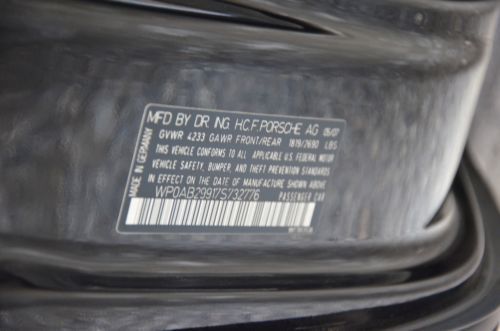 MFD BY DR ING. H.C.F. PORSCHE AG 05/07
GVWR 4233 GAWR FRONT/REAR 1819/2690 LBS
THIS VEHICLE CONFORMS TO ALL APPLICABLE U.S. FEDERAL MOTOR
VEHICLE SAFETY, BUMPER, AND THEFT PREVENTION STANDARDS
IN EFFECT ON THE DATE OF MANUFACTURE SHOWN ABOVE.
WP0AB29917S732776 PASSENGER CAR
MADE IN GERMANY